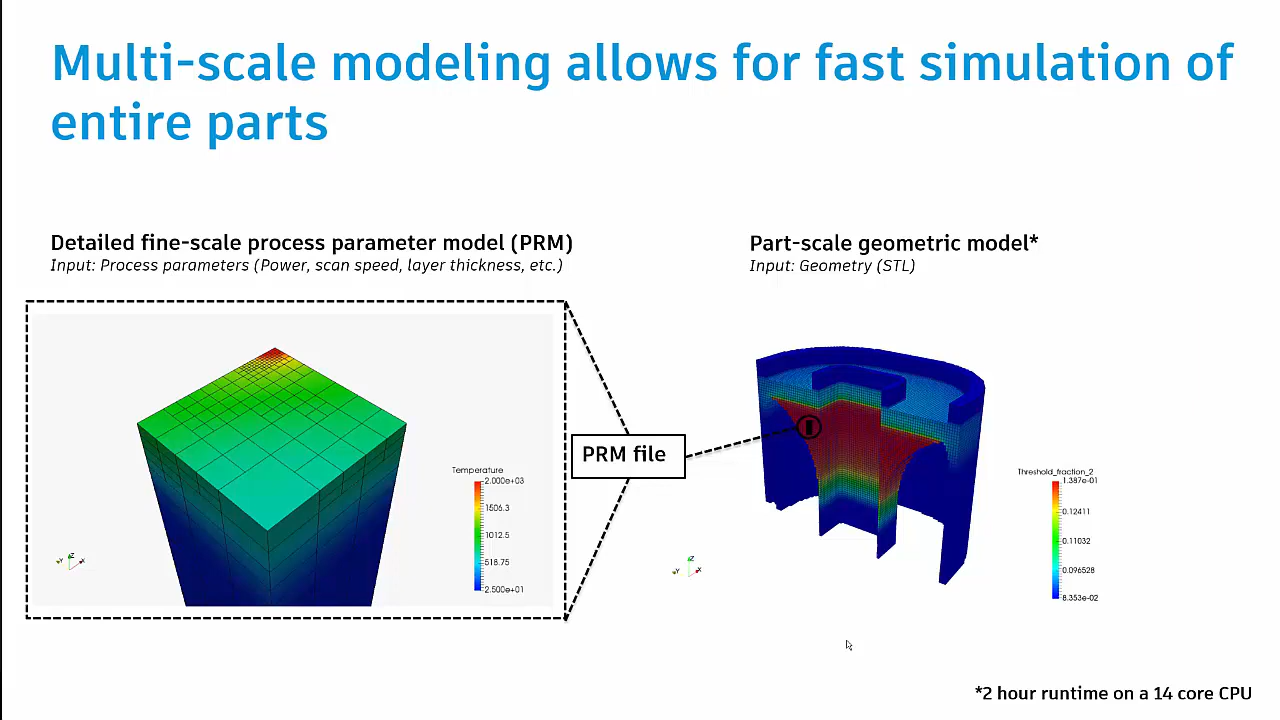 Multi-scale modeling allows for fast simulation of
entire parts
Detailed fine-scale process parameter model (PRM)
Input: Process parameters (Power, scan speed, layer thickness, etc.)
Part-scale geometric model*
Input: Geometry (STL)
PRM file
Temperature
2.000e+03
1506.3
1012.5
518.75
2.500e+01
Z
Y
X
Threshold_fraction_2
1.387e-01
0.12411
0.11032
0.096528
8.353e-02
Z
Y
X
*2 hour runtime on a 14 core CPU